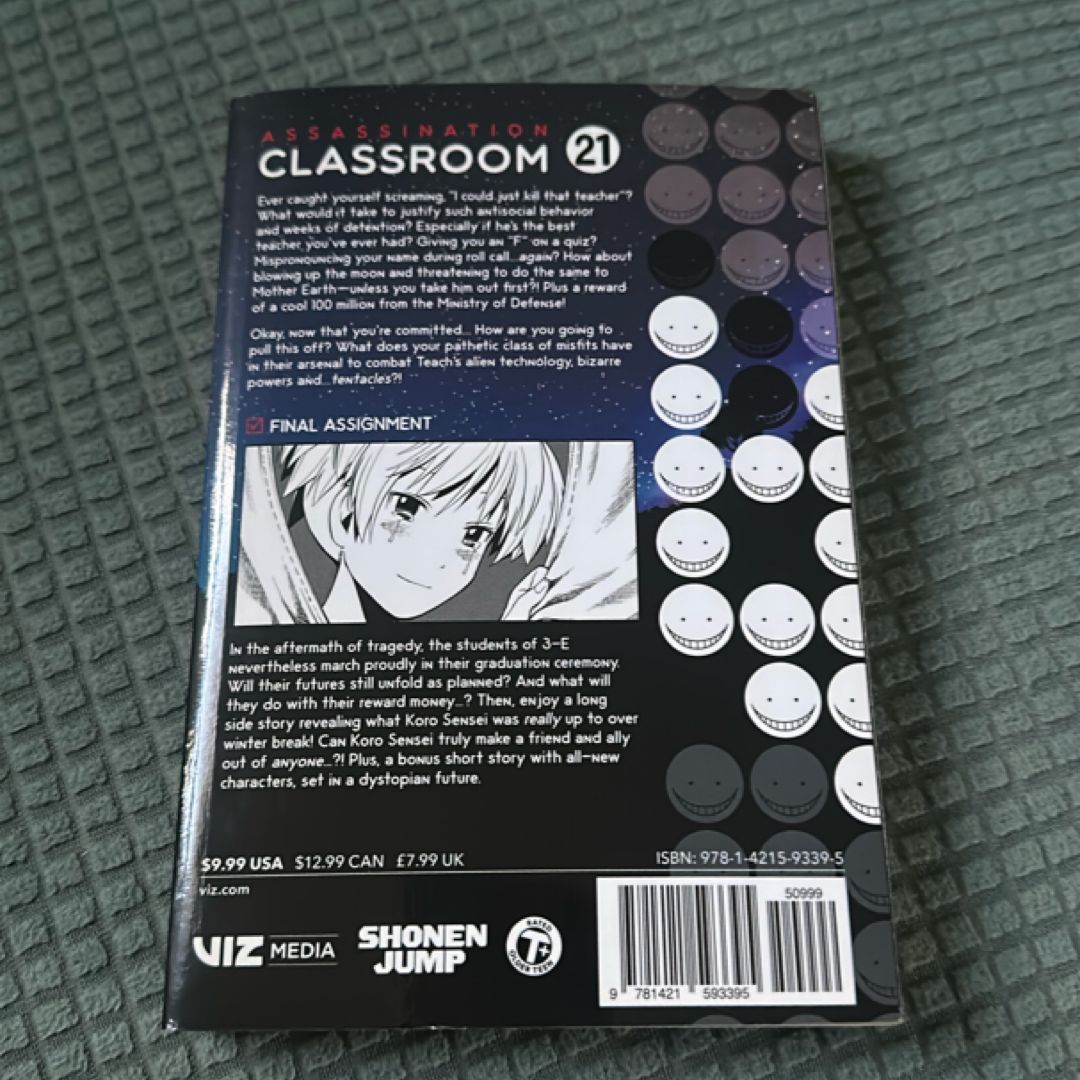 ASSASSINATION
CLASSROOM 21
Ever caught yourself screaming, "I could just kill that teacher"?
What would it take to justify such antisocial behavior
and weeks of detention? Especially if he's the best
teacher you've ever had? Giving you an "F" on a quiz?
Mispronouncing your name during roll call...again? How about
blowing up the moon and threatening to do the same to
Mother Earth—unless you take him out first?! Plus a reward
of a cool 100 million from the Ministry of Defense!
Okay, now that you're committed... How are you going to
pull this off? What does your pathetic class of misfits have
in their arsenal to combat Teach's alien technology, bizarre
powers and...tentacles?!
FINAL ASSIGNMENT
In the aftermath of tragedy, the students of 3–E
nevertheless march proudly in their graduation ceremony.
Will their futures still unfold as planned? And what will
they do with their reward money...? Then, enjoy a long
side story revealing what Koro Sensei was really up to over
winter break! Can Koro Sensei truly make a friend and ally
out of anyone...?! Plus, a bonus short story with all–new
characters, set in a dystopian future.
$9.99 USA $12.99 CAN £7.99 UK
ISBN: 978-1-4215-9339-5
viz.com
50999
VIZ MEDIA
SHONEN
JUMP
RATED
T+
OLDER TEEN
9 781421 593395